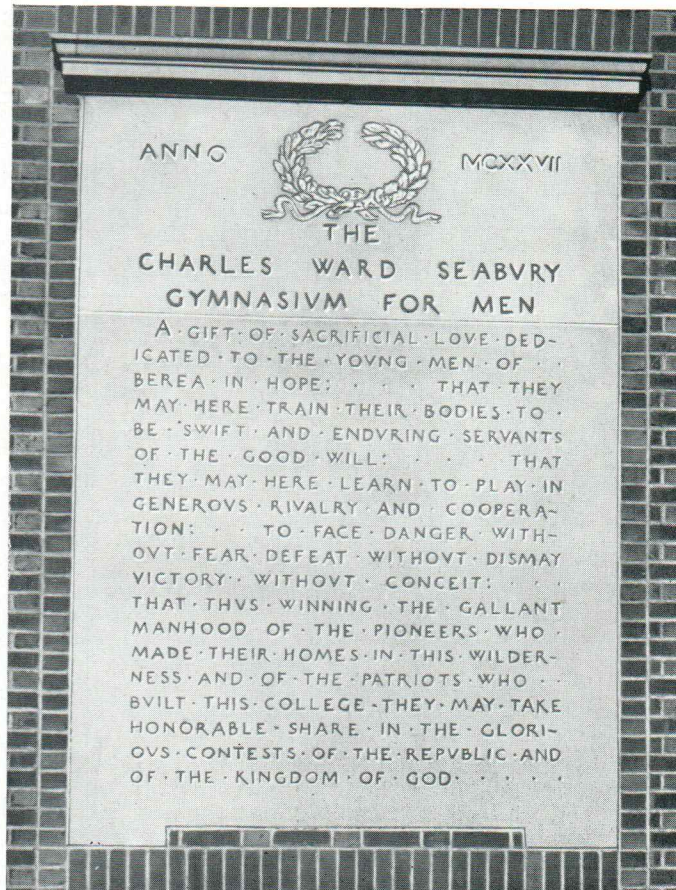 ANNO MCXXVII
THE
CHARLES WARD SEABVRY
GYMNASIVM FOR MEN
A · GIFT · OF · SACRIFICIAL · LOVE · DED-
ICATED · TO · THE · YOVNG · MEN · OF · ·
BEREA · IN · HOPE: · · · THAT · THEY
MAY · HERE · TRAIN · THEIR · BODIES · TO ·
BE · SWIFT · AND · ENDVRING · SERVANTS
OF · THE · GOOD · WILL: · · · THAT
THEY · MAY · HERE · LEARN · TO · PLAY · IN
GENEROVS · RIVALRY · AND · COOPERA-
TION: · · TO · FACE · DANGER · WITH-
OVT · FEAR · DEFEAT · WITHOVT · DISMAY
VICTORY · · WITHOVT · CONCEIT: · · ·
THAT · THVS · WINNING · THE · GALLANT
MANHOOD · OF · THE · PIONEERS · WHO ·
MADE · THEIR · HOMES · IN · THIS · WILDER-
NESS · AND · OF · THE · PATRIOTS · WHO · ·
BVILT · THIS · COLLEGE · THEY · MAY · TAKE
HONORABLE · SHARE · IN · THE · GLORI-
OVS · CONTESTS · OF · THE · REPVBLIC · AND
OF · THE · KINGDOM · OF · GOD · · · · ·